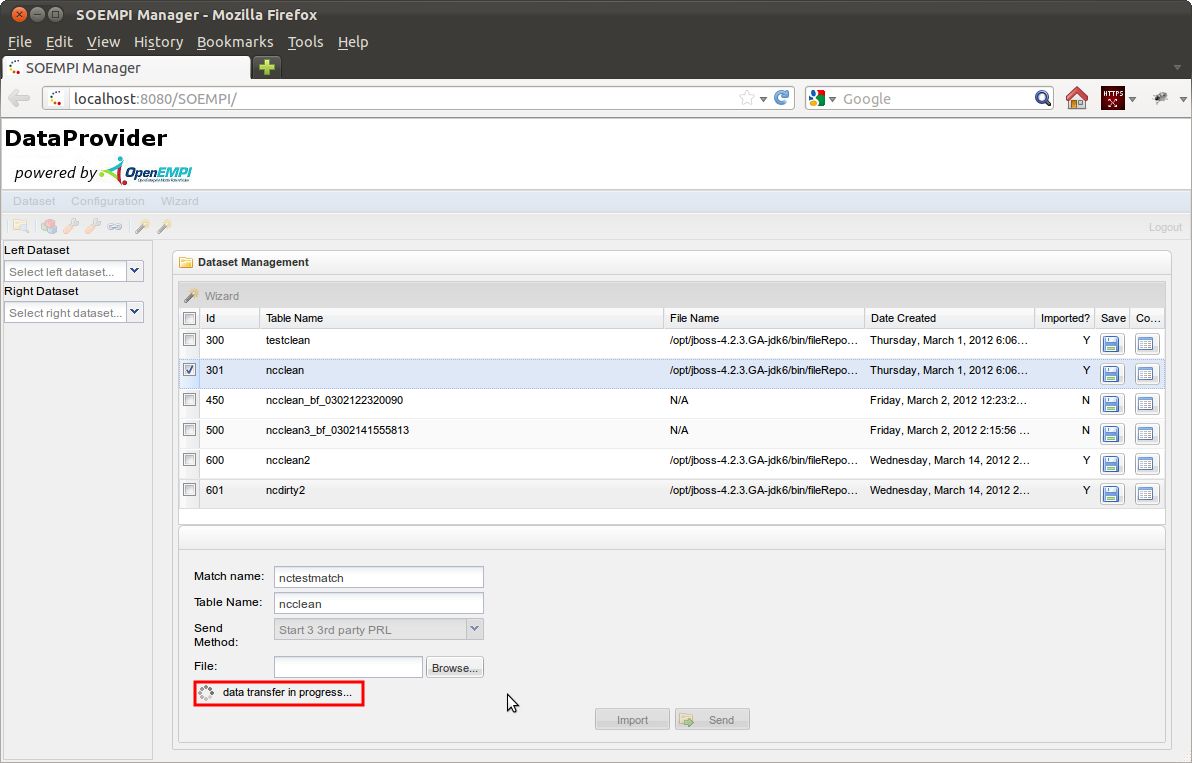 SOEMPI Manager - Mozilla Firefox
File Edit View History Bookmarks Tools Help
SOEMPI Manager
localhost:8080/SOEMPI/
Google
HTTPS
DataProvider
powered by OpenEMPI
Dataset Configuration Wizard
Logout
Left Dataset
Select left dataset...
Right Dataset
Select right dataset...
Dataset Management
Wizard
Id Table Name File Name Date Created Imported? Save Co...
300 testclean /opt/jboss-4.2.3.GA-jdk6/bin/fileRepo... Thursday, March 1, 2012 6:06... Y
301 ncclean /opt/jboss-4.2.3.GA-jdk6/bin/fileRepo... Thursday, March 1, 2012 6:06... Y
450 ncclean_bf_0302122320090 N/A Friday, March 2, 2012 12:23:2... N
500 ncclean3_bf_0302141555813 N/A Friday, March 2, 2012 2:15:56 ... N
600 ncclean2 /opt/jboss-4.2.3.GA-jdk6/bin/fileRepo... Wednesday, March 14, 2012 2... Y
601 ncdirty2 /opt/jboss-4.2.3.GA-jdk6/bin/fileRepo... Wednesday, March 14, 2012 2... Y
Match name: nctestmatch
Table Name: ncclean
Send Method: Start 3 3rd party PRL
File: Browse...
data transfer in progress...
Import Send